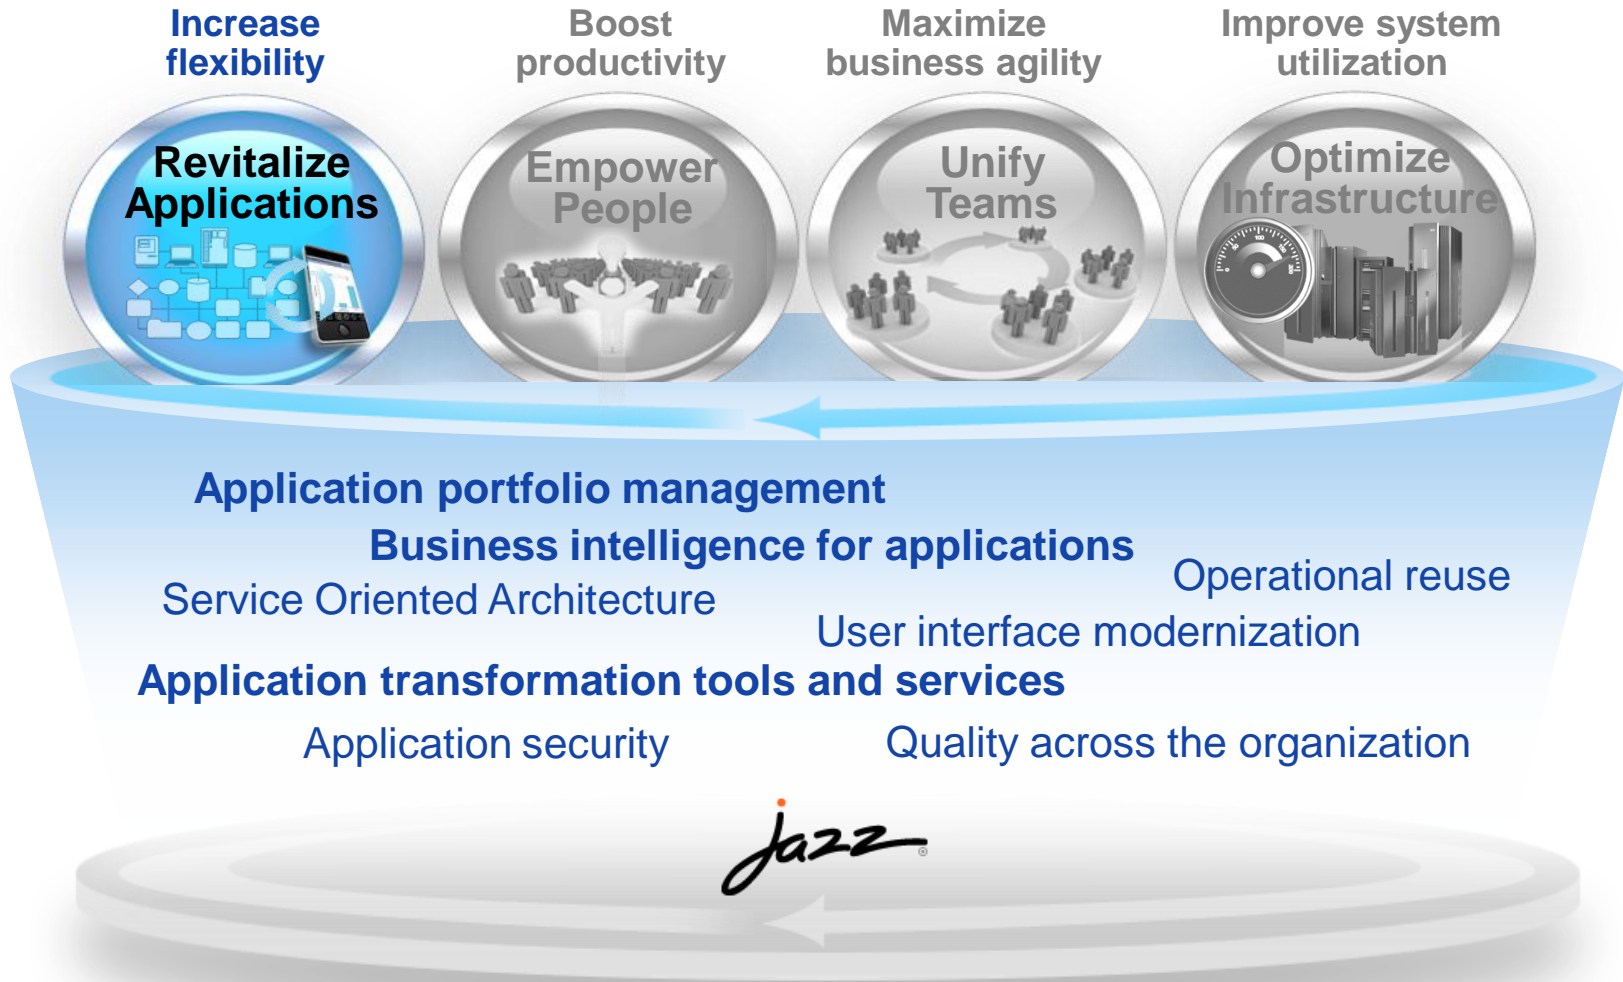 Increase
flexibility
Boost
productivity
Maximize
business agility
Improve system
utilization
Revitalize
Applications
Empower
People
Unify
Teams
Optimize
Infrastructure
Application portfolio management
Business intelligence for applications
Operational reuse
Service Oriented Architecture
User interface modernization
Application transformation tools and services
Application security
Quality across the organization
jazz